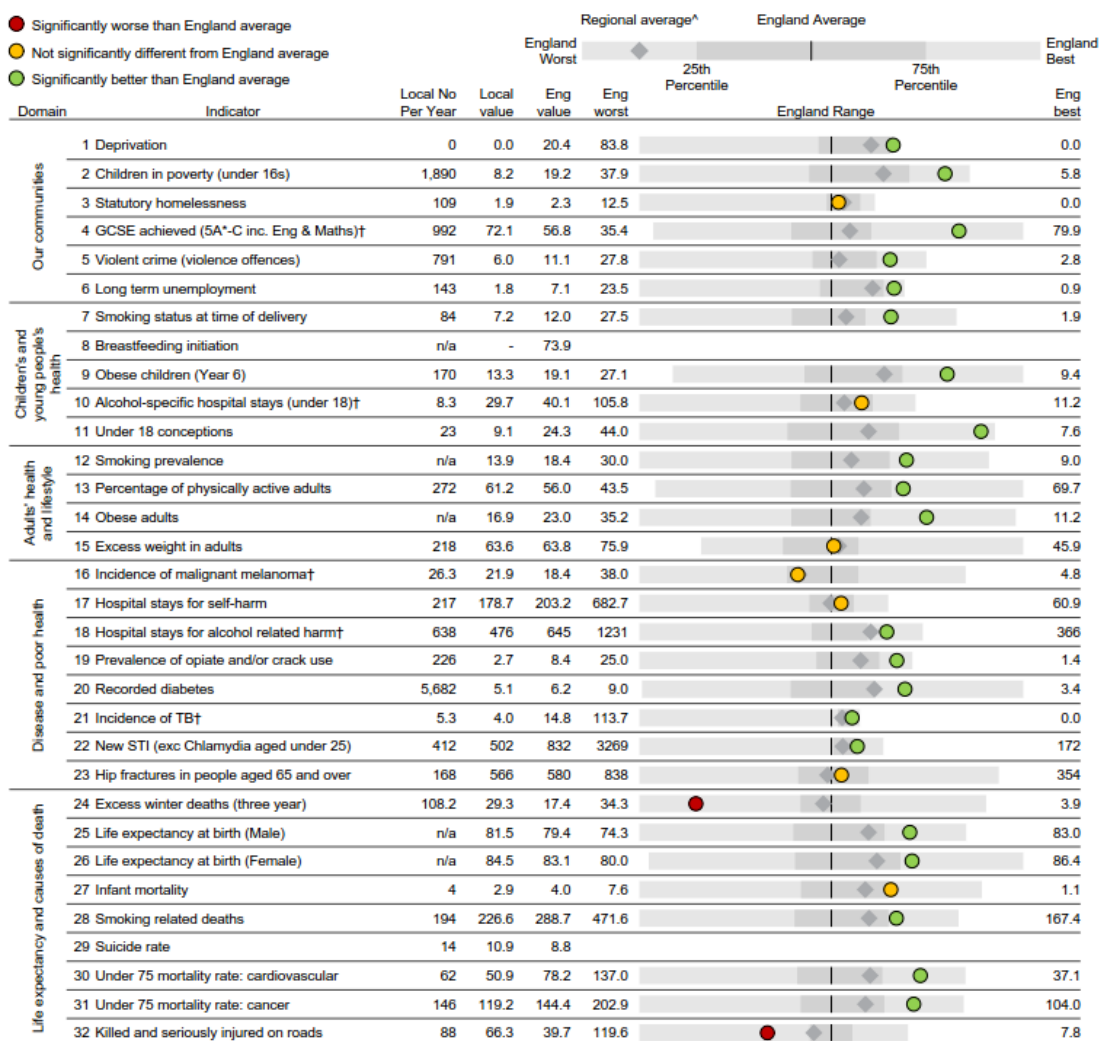 Significantly worse than England average
Not significantly different from England average
Significantly better than England average
Regional average^ England Average
England Worst England Best
25th Percentile 75th Percentile
Domain Indicator Local No Per Year Local value Eng value Eng worst England Range Eng best
Our communities
1 Deprivation 0 0.0 20.4 83.8 0.0
2 Children in poverty (under 16s) 1,890 8.2 19.2 37.9 5.8
3 Statutory homelessness 109 1.9 2.3 12.5 0.0
4 GCSE achieved (5A*-C inc. Eng & Maths)† 992 72.1 56.8 35.4 79.9
5 Violent crime (violence offences) 791 6.0 11.1 27.8 2.8
6 Long term unemployment 143 1.8 7.1 23.5 0.9
Children's and young people's health
7 Smoking status at time of delivery 84 7.2 12.0 27.5 1.9
8 Breastfeeding initiation n/a - 73.9
9 Obese children (Year 6) 170 13.3 19.1 27.1 9.4
10 Alcohol-specific hospital stays (under 18)† 8.3 29.7 40.1 105.8 11.2
11 Under 18 conceptions 23 9.1 24.3 44.0 7.6
Adults' health and lifestyle
12 Smoking prevalence n/a 13.9 18.4 30.0 9.0
13 Percentage of physically active adults 272 61.2 56.0 43.5 69.7
14 Obese adults n/a 16.9 23.0 35.2 11.2
15 Excess weight in adults 218 63.6 63.8 75.9 45.9
Disease and poor health
16 Incidence of malignant melanoma† 26.3 21.9 18.4 38.0 4.8
17 Hospital stays for self-harm 217 178.7 203.2 682.7 60.9
18 Hospital stays for alcohol related harm† 638 476 645 1231 366
19 Prevalence of opiate and/or crack use 226 2.7 8.4 25.0 1.4
20 Recorded diabetes 5,682 5.1 6.2 9.0 3.4
21 Incidence of TB† 5.3 4.0 14.8 113.7 0.0
22 New STI (exc Chlamydia aged under 25) 412 502 832 3269 172
23 Hip fractures in people aged 65 and over 168 566 580 838 354
Life expectancy and causes of death
24 Excess winter deaths (three year) 108.2 29.3 17.4 34.3 3.9
25 Life expectancy at birth (Male) n/a 81.5 79.4 74.3 83.0
26 Life expectancy at birth (Female) n/a 84.5 83.1 80.0 86.4
27 Infant mortality 4 2.9 4.0 7.6 1.1
28 Smoking related deaths 194 226.6 288.7 471.6 167.4
29 Suicide rate 14 10.9 8.8
30 Under 75 mortality rate: cardiovascular 62 50.9 78.2 137.0 37.1
31 Under 75 mortality rate: cancer 146 119.2 144.4 202.9 104.0
32 Killed and seriously injured on roads 88 66.3 39.7 119.6 7.8